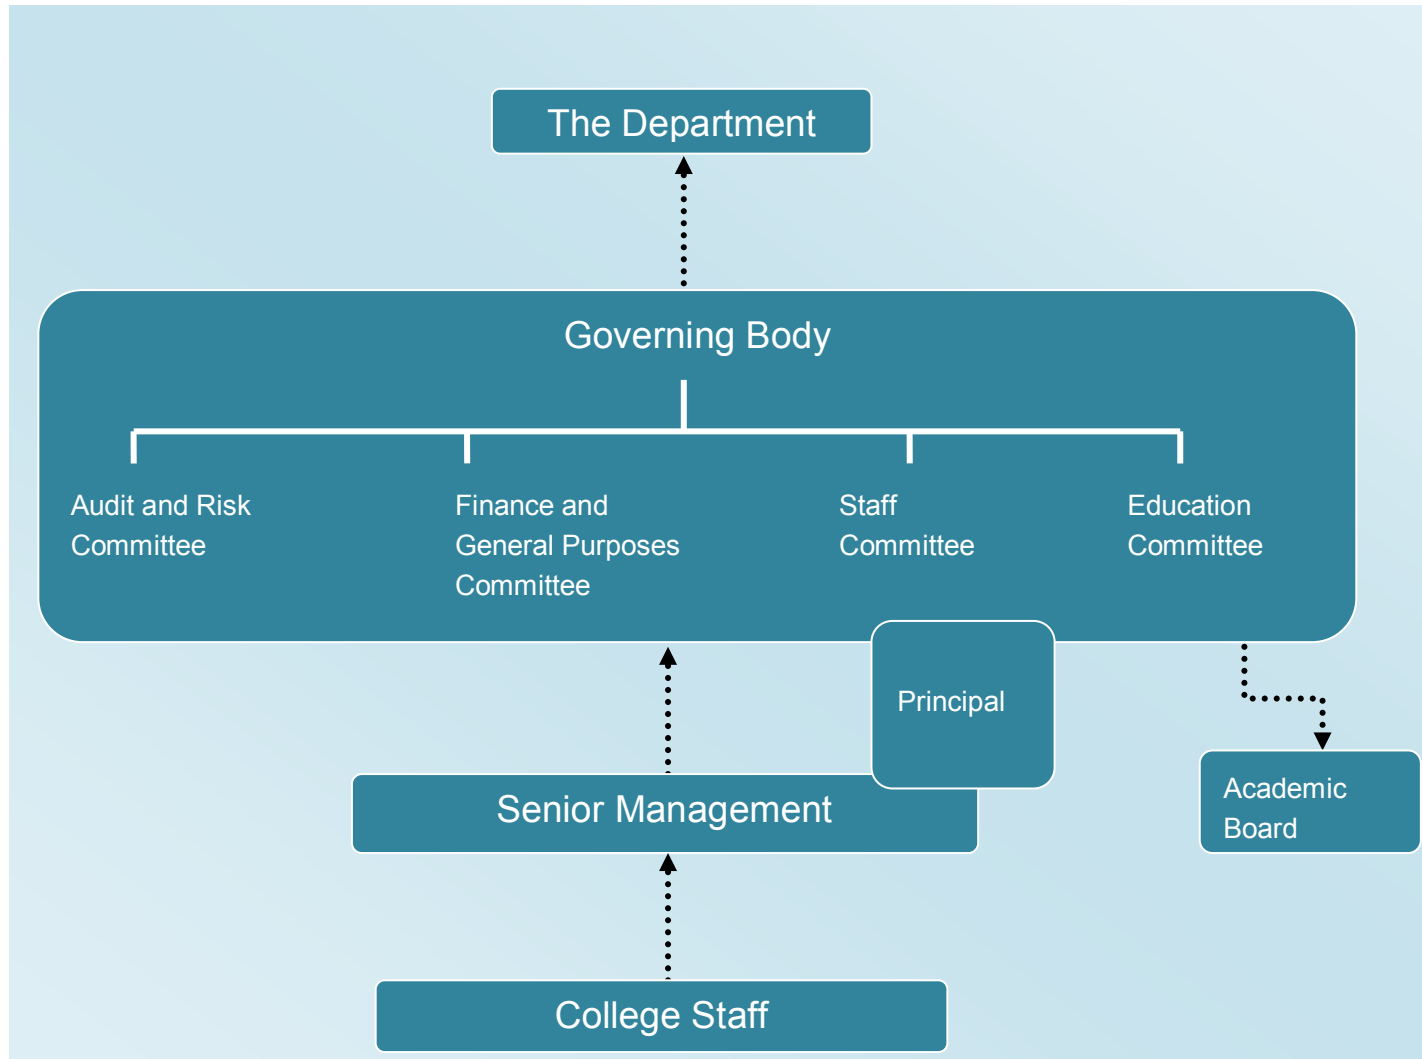 The Department
Governing Body
Audit and Risk
Committee
Finance and
General Purposes
Committee
Staff
Committee
Education
Committee
Principal
Senior Management
Academic
Board
College Staff